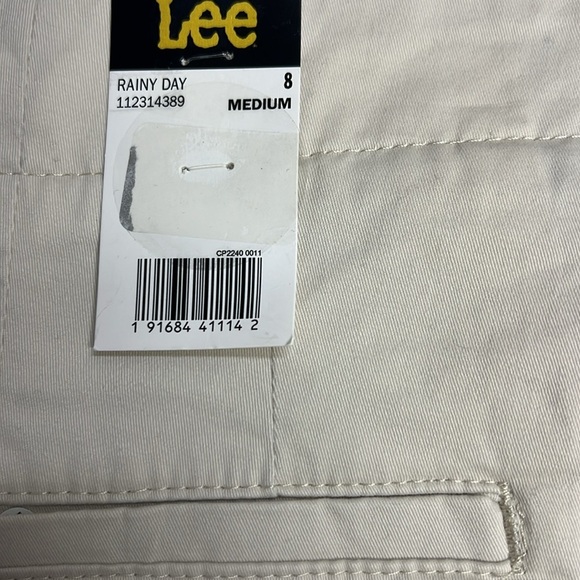 Lee
RAINY DAY 8
112314389 MEDIUM
CP2240 0011
1 91684 41114 2